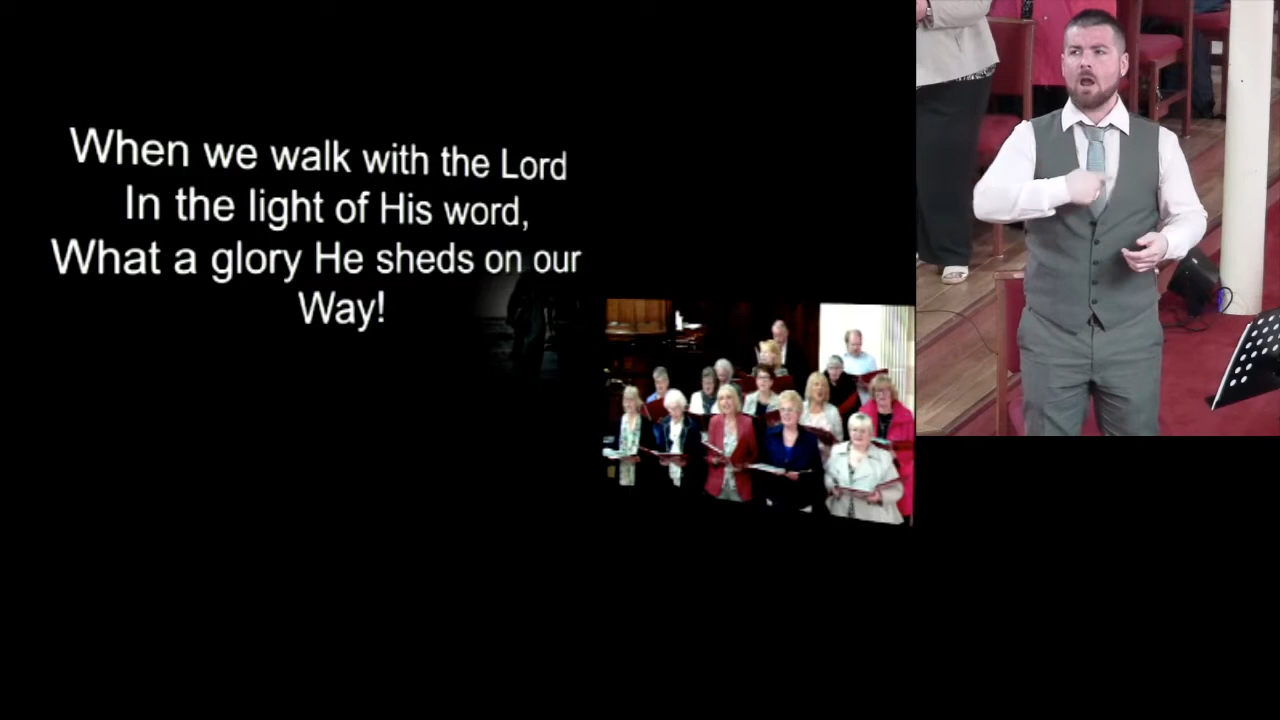 When we walk with the Lord
In the light of His word,
What a glory He sheds on our
Way!